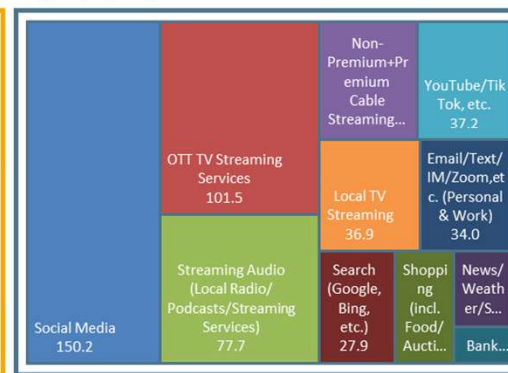 Social Media
150.2
OTT TV Streaming
Services
101.5
Streaming Audio
(Local Radio/
Podcasts/Streaming
Services)
77.7
Non-
Premium+Pr
emium
Cable
Streaming...
YouTube/Tik
Tok, etc.
37.2
Local TV
Streaming
36.9
Email/Text/
IM/Zoom,et
c. (Personal
& Work)
34.0
Search
(Google,
Bing,
etc.)
27.9
Shoppi
ng
(incl.
Food/
Aucti...
News/
Weath
er/S...
Bank...